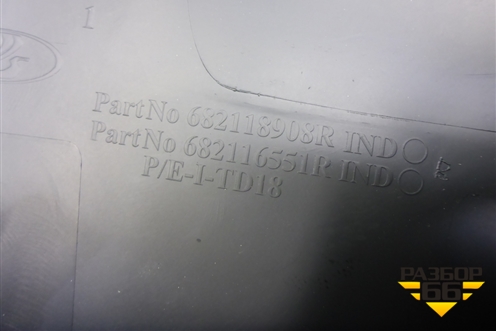 1
PartNo 682118908R IND
PartNo 682116551R IND
P/E-I-TD18
РАЗБОР
66